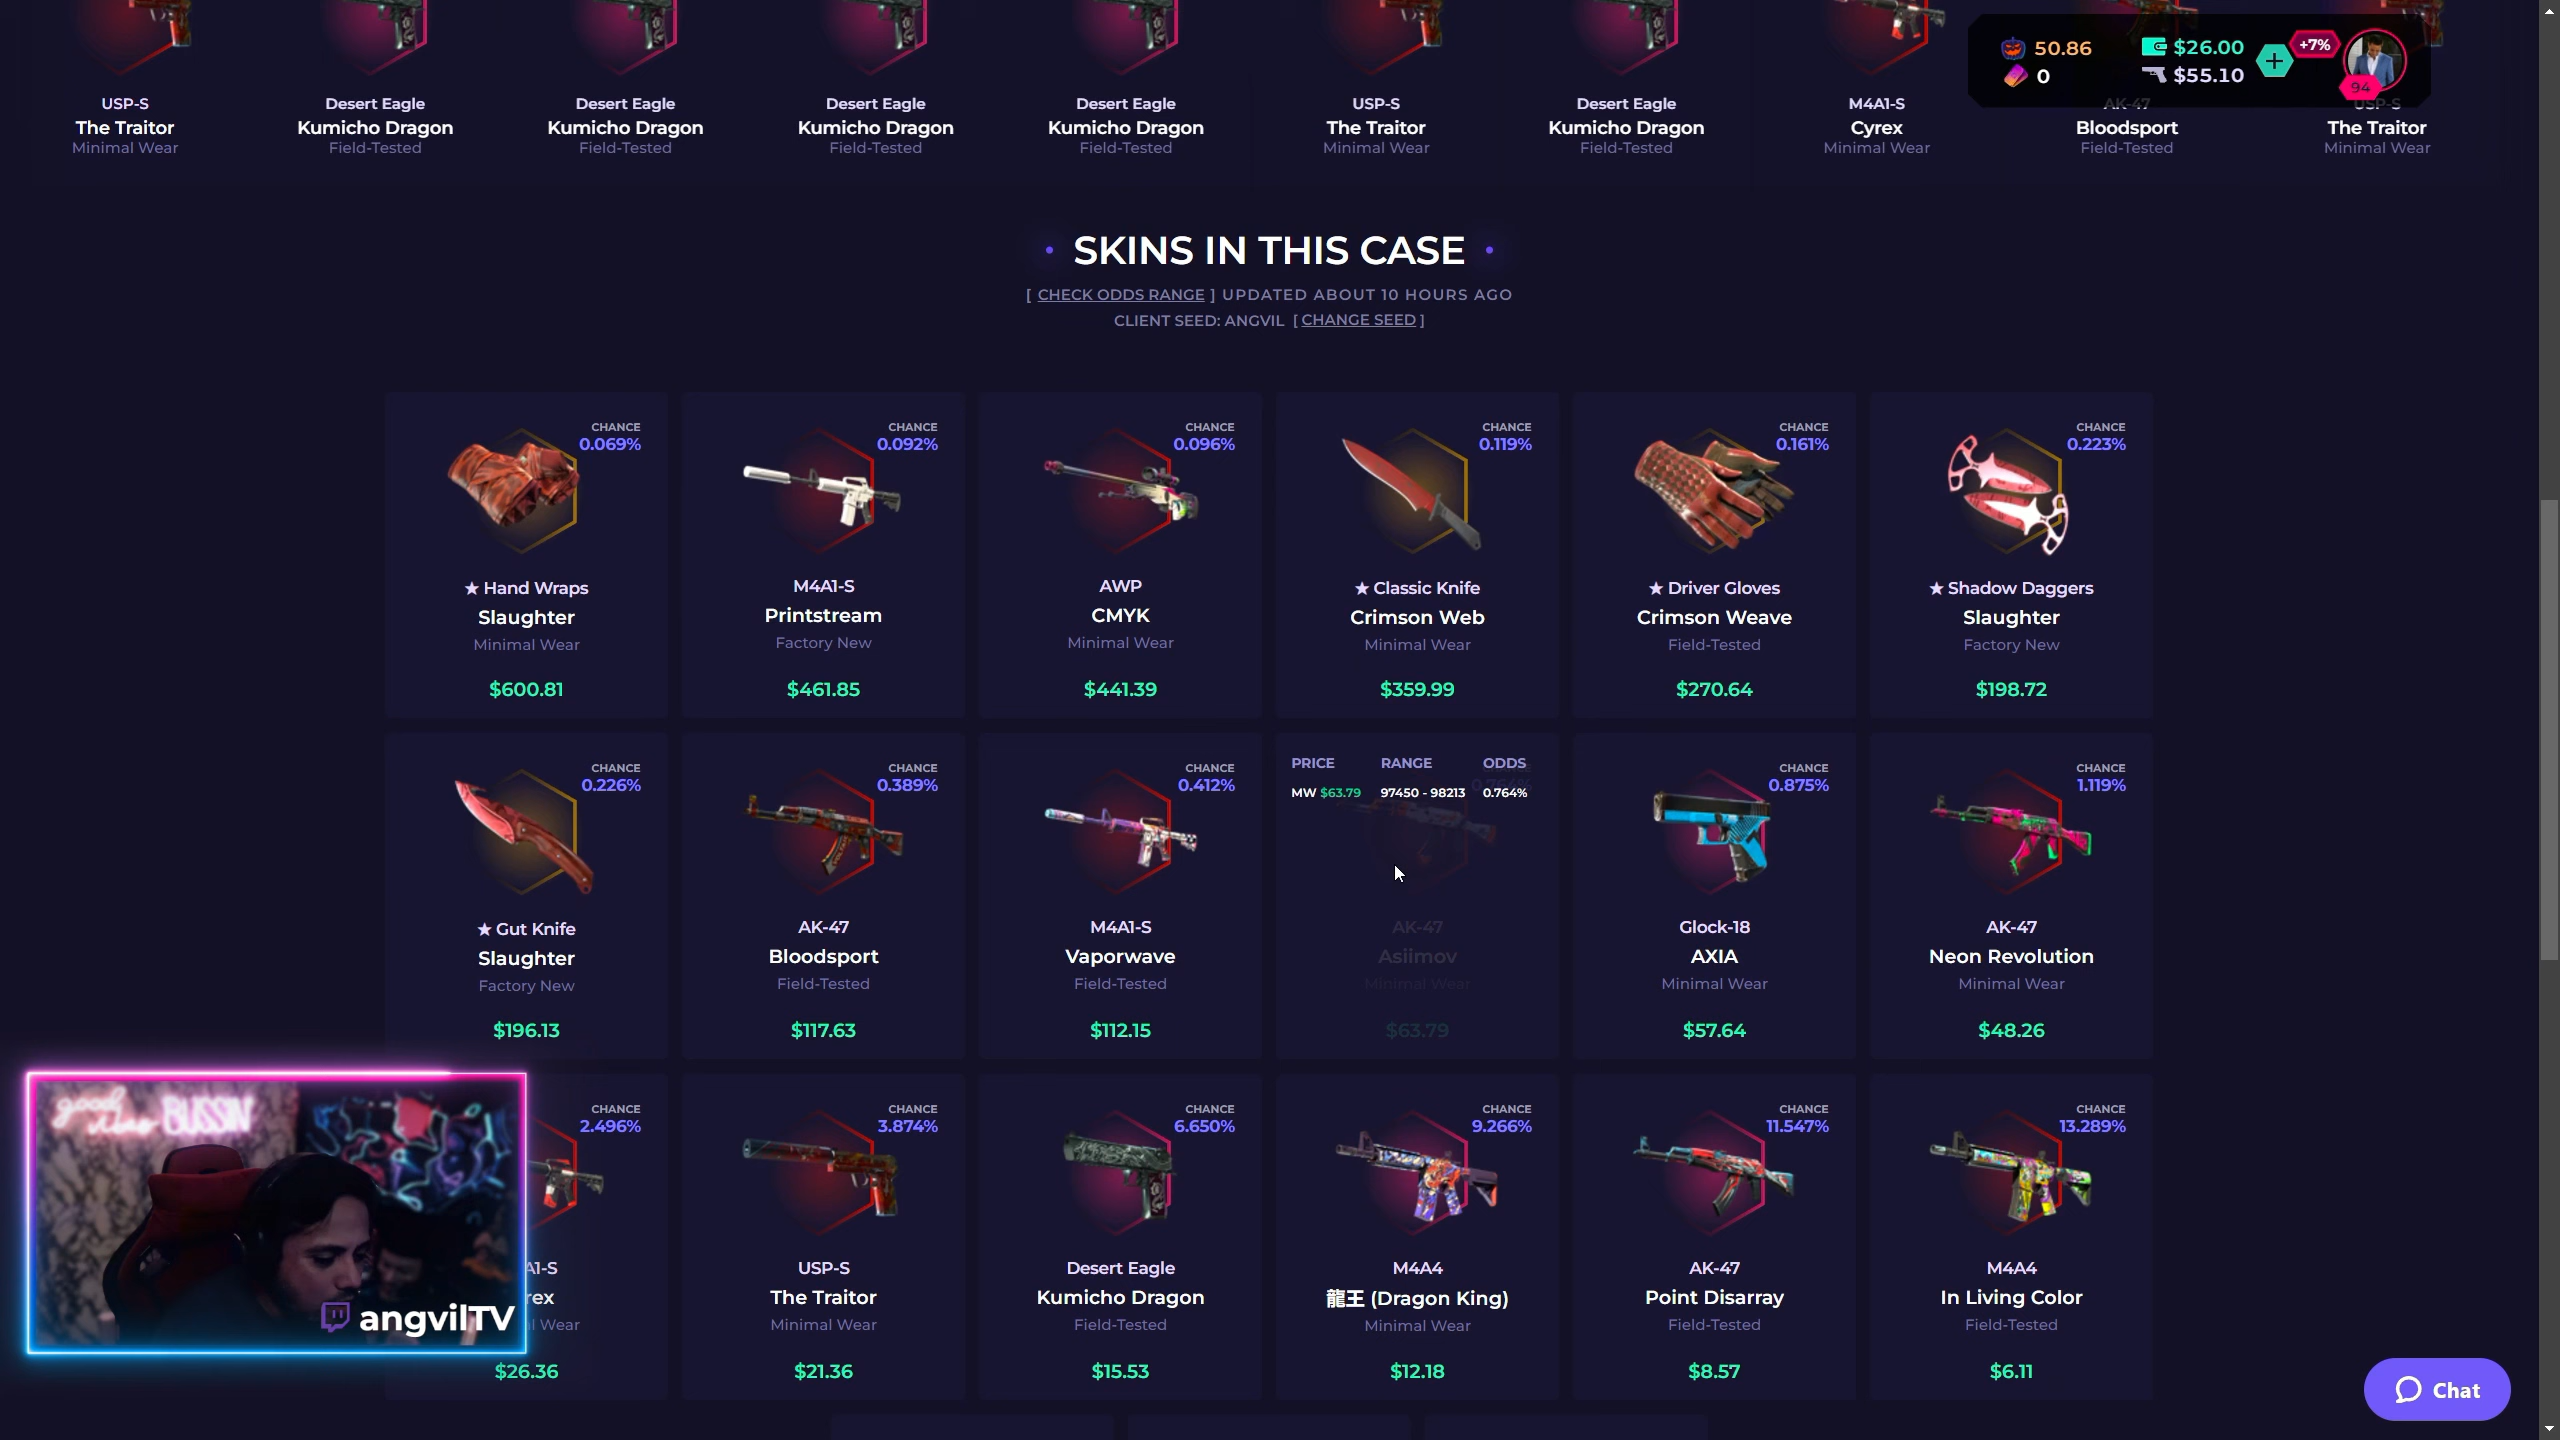 50.86
$26.00
+7%
0
$55.10
94
USP-S
The Traitor
Minimal Wear
Desert Eagle
Kumicho Dragon
Field-Tested
Desert Eagle
Kumicho Dragon
Field-Tested
Desert Eagle
Kumicho Dragon
Field-Tested
Desert Eagle
Kumicho Dragon
Field-Tested
USP-S
The Traitor
Minimal Wear
Desert Eagle
Kumicho Dragon
Field-Tested
M4A1-S
Cyrex
Minimal Wear
AK-47
Bloodsport
Field-Tested
USP-S
The Traitor
Minimal Wear
SKINS IN THIS CASE
[ CHECK ODDS RANGE ] UPDATED ABOUT 10 HOURS AGO
CLIENT SEED: ANGVIL [ CHANGE SEED ]
CHANCE
0.069%
★ Hand Wraps
Slaughter
Minimal Wear
$600.81
CHANCE
0.092%
M4A1-S
Printstream
Factory New
$461.85
CHANCE
0.096%
AWP
CMYK
Minimal Wear
$441.39
CHANCE
0.119%
★ Classic Knife
Crimson Web
Minimal Wear
$359.99
CHANCE
0.161%
★ Driver Gloves
Crimson Weave
Field-Tested
$270.64
CHANCE
0.223%
★ Shadow Daggers
Slaughter
Factory New
$198.72
CHANCE
0.226%
★ Gut Knife
Slaughter
Factory New
$196.13
CHANCE
0.389%
AK-47
Bloodsport
Field-Tested
$117.63
CHANCE
0.412%
M4A1-S
Vaporwave
Field-Tested
$112.15
PRICE RANGE ODDS
MW $63.79 97450 - 98213 0.764%
AK-47
Asiimov
Minimal Wear
$63.79
CHANCE
0.875%
Glock-18
AXIA
Minimal Wear
$57.64
CHANCE
1.119%
AK-47
Neon Revolution
Minimal Wear
$48.26
CHANCE
2.496%
A1-S
rex
l Wear
$26.36
CHANCE
3.874%
USP-S
The Traitor
Minimal Wear
$21.36
CHANCE
6.650%
Desert Eagle
Kumicho Dragon
Field-Tested
$15.53
CHANCE
9.266%
M4A4
龍王 (Dragon King)
Minimal Wear
$12.18
CHANCE
11.547%
AK-47
Point Disarray
Field-Tested
$8.57
CHANCE
13.289%
M4A4
In Living Color
Field-Tested
$6.11
good
BUSSIN'
angvilTV
Chat